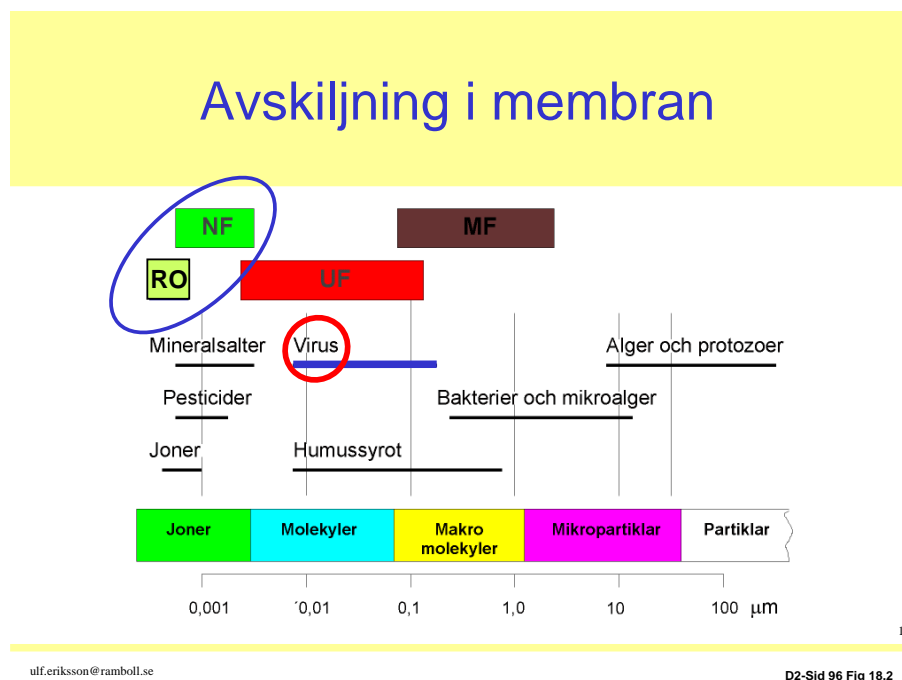 Avskiljning i membran
NF
MF
RO
UF
Mineralsalter
Virus
Alger och protozoer
Pesticider
Bakterier och mikroalger
Joner
Humussyrot
Joner
Molekyler
Makro
molekyler
Mikropartiklar
Partiklar
0,001
´0,01
0,1
1,0
10
100 μm
1
ulf.eriksson@ramboll.se
D2-Sid 96 Fig 18.2